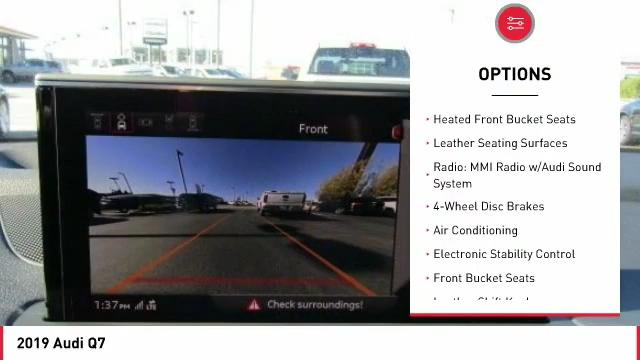 OPTIONS
Heated Front Bucket Seats
Leather Seating Surfaces
Radio: MMI Radio w/Audi Sound
System
4-Wheel Disc Brakes
Air Conditioning
Electronic Stability Control
Front Bucket Seats
Front
1:37PM LTE
Check surroundings!
2019 Audi Q7